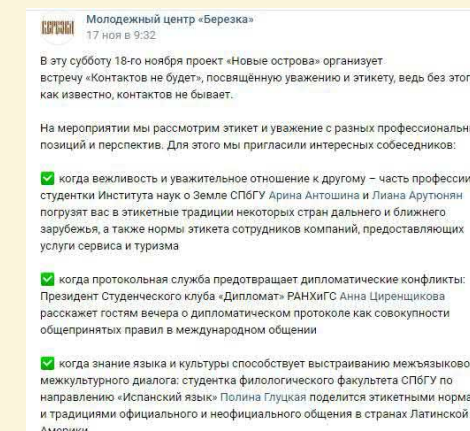 БЕРЕЗКА
Молодежный центр «Березка»
17 ноя в 9:32
В эту субботу 18-го ноября проект «Новые острова» организует
встречу «Контактов не будет», посвящённую уважению и этикету, ведь без этог
как известно, контактов не бывает.
На мероприятии мы рассмотрим этикет и уважение с разных профессиональн
позиций и перспектив. Для этого мы пригласили интересных собеседников:
✅ когда вежливость и уважительное отношение к другому – часть профессии
студентки Института наук о Земле СПбГУ Арина Антошина и Лиана Арутюнян
погрузят вас в этикетные традиции некоторых стран дальнего и ближнего
зарубежья, а также нормы этикета сотрудников компаний, предоставляющих
услуги сервиса и туризма
✅ когда протокольная служба предотвращает дипломатические конфликты:
Президент Студенческого клуба «Дипломат» РАНХиГС Анна Циренщикова
расскажет гостям вечера о дипломатическом протоколе как совокупности
общепринятых правил в международном общении
✅ когда знание языка и культуры способствует выстраиванию межъязыково
межкультурного диалога: студентка филологического факультета СПбГУ по
направлению «Испанский язык» Полина Глуцкая поделится этикетными норма
и традициями официального и неофициального общения в странах Латинской
Америки